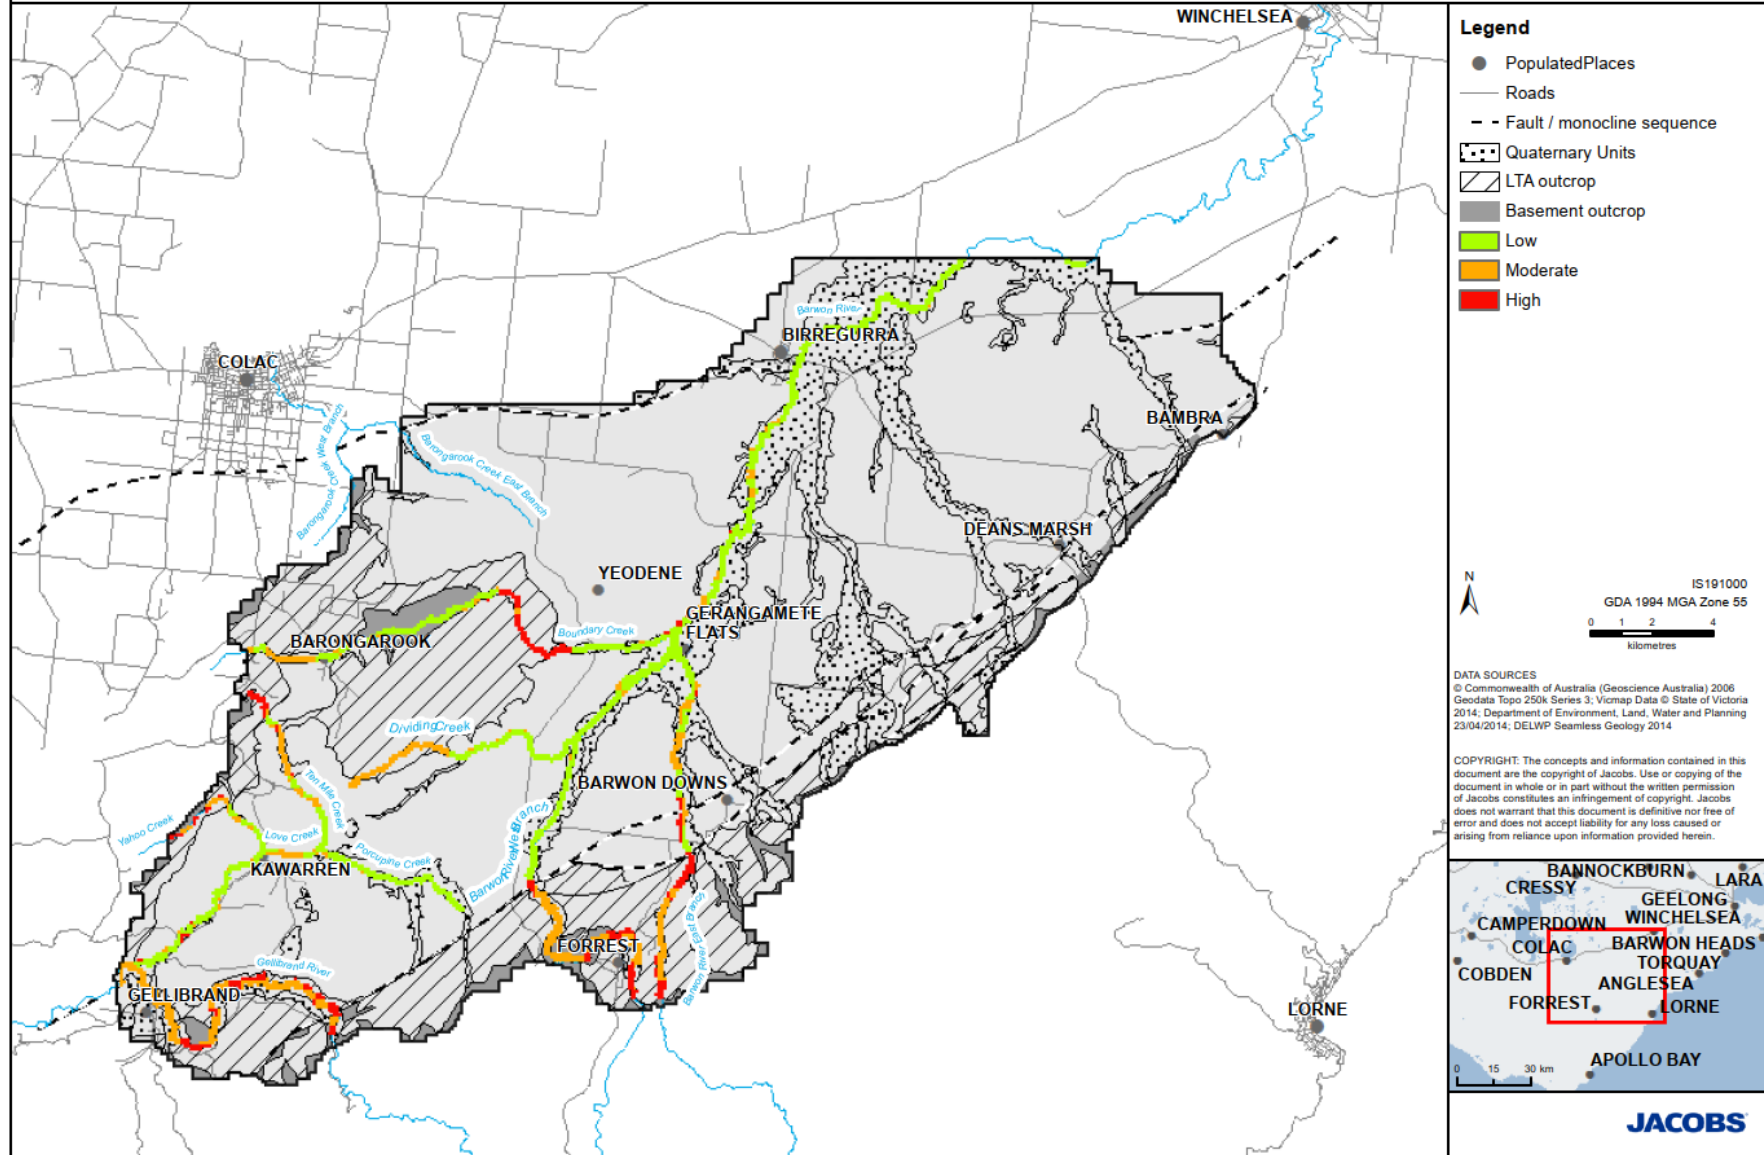 WINCHELSEA
COLAC
Barongarook Creek West Branch
Barongarook Creek East Branch
Barwon River
BIRREGURRA
BAMBRA
DEANS MARSH
YEODENE
GERANGAMETE
FLATS
Boundary Creek
BARONGAROOK
DividingCreek
Ten Mile Creek
BARWON DOWNS
Yahoo Creek
Love Creek
Porcupine Creek
KAWARREN
Branch
FORREST
Barwon River East Branch
Gellibrand River
GELLIBRAND
LORNE
Legend
PopulatedPlaces
Roads
Fault / monocline sequence
Quaternary Units
LTA outcrop
Basement outcrop
Low
Moderate
High
N
IS191000
GDA 1994 MGA Zone 55
0 1 2 4
kilometres
DATA SOURCES
© Commonwealth of Australia (Geoscience Australia) 2006
Geodata Topo 250k Series 3; Vicmap Data © State of Victoria
2014; Department of Environment, Land, Water and Planning
23/04/2014; DELWP Seamless Geology 2014
COPYRIGHT: The concepts and information contained in this
document are the copyright of Jacobs. Use or copying of the
document in whole or in part without the written permission
of Jacobs constitutes an infringement of copyright. Jacobs
does not warrant that this document is definitive nor free of
error and does not accept liability for any loss caused or
arising from reliance upon information provided herein.
BANNOCKBURN
CRESSY
LARA
GEELONG
CAMPERDOWN
WINCHELSEA
COLAC
BARWON HEADS
TORQUAY
COBDEN
ANGLESEA
FORREST
LORNE
APOLLO BAY
0 15 30 km
JACOBS